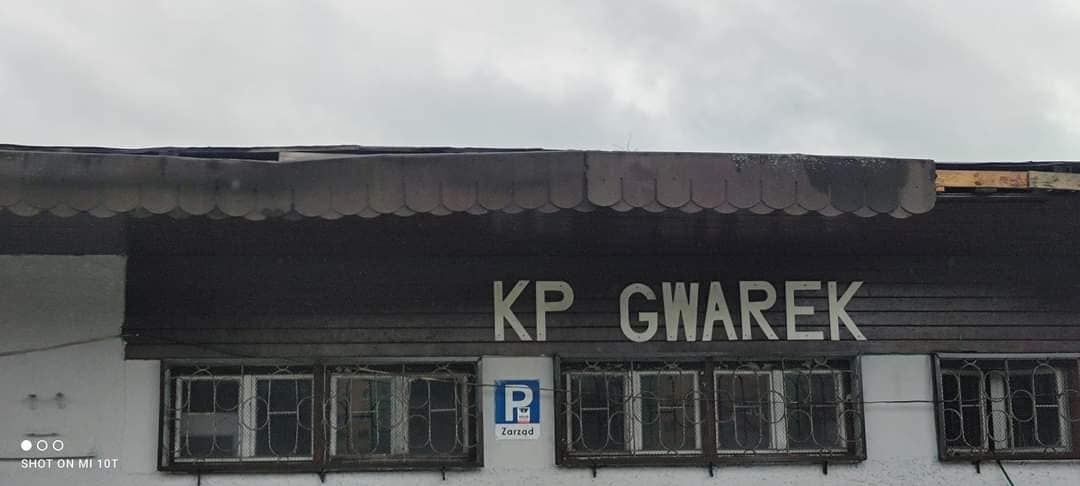 KP GWAREK
P
Zarząd
SHOT ON MI 10T